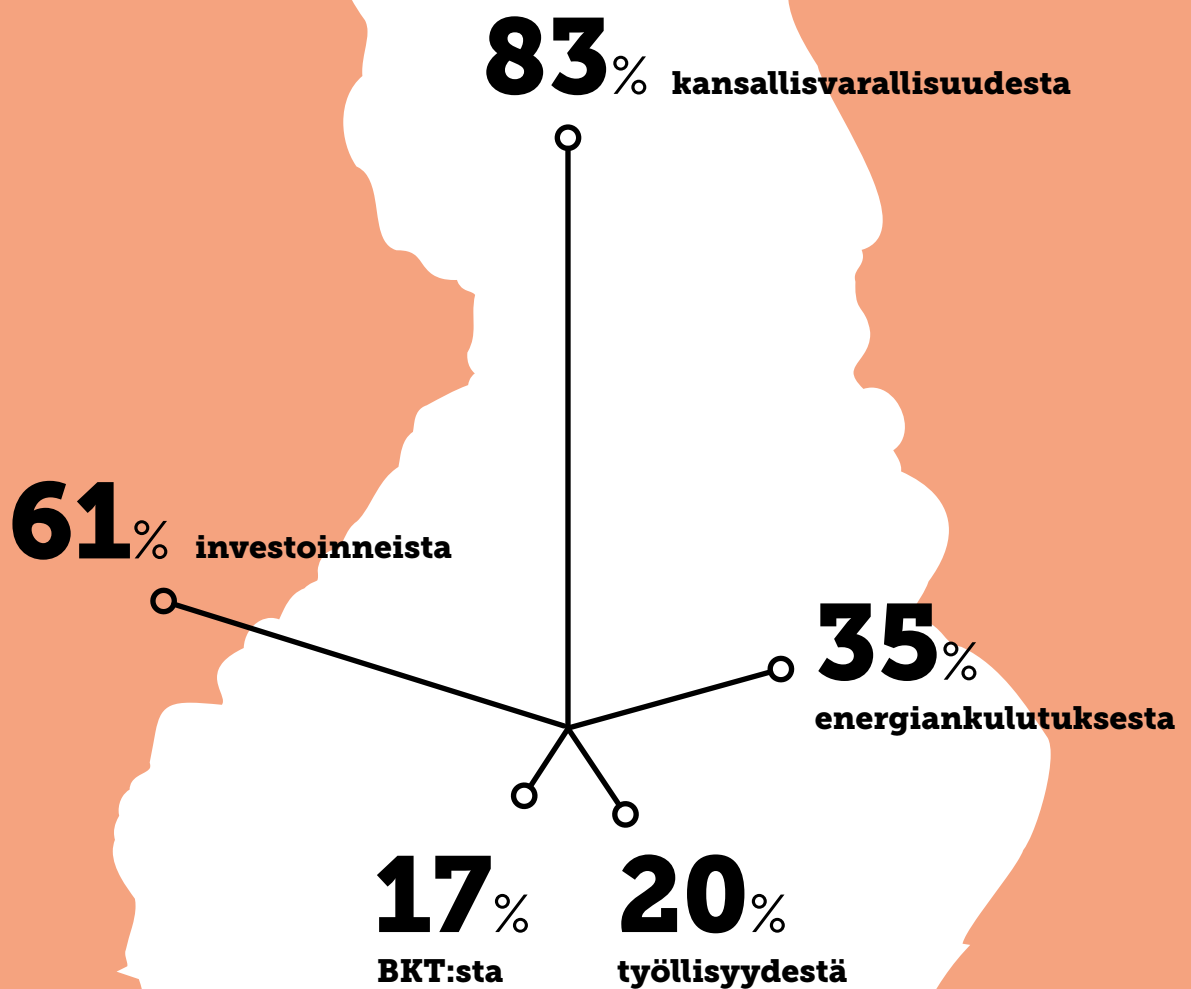 83% kansallisvarallisuudesta
61% investoinneista
35%
energiankulutuksesta
17%
BKT:sta
20%
työllisyydestä